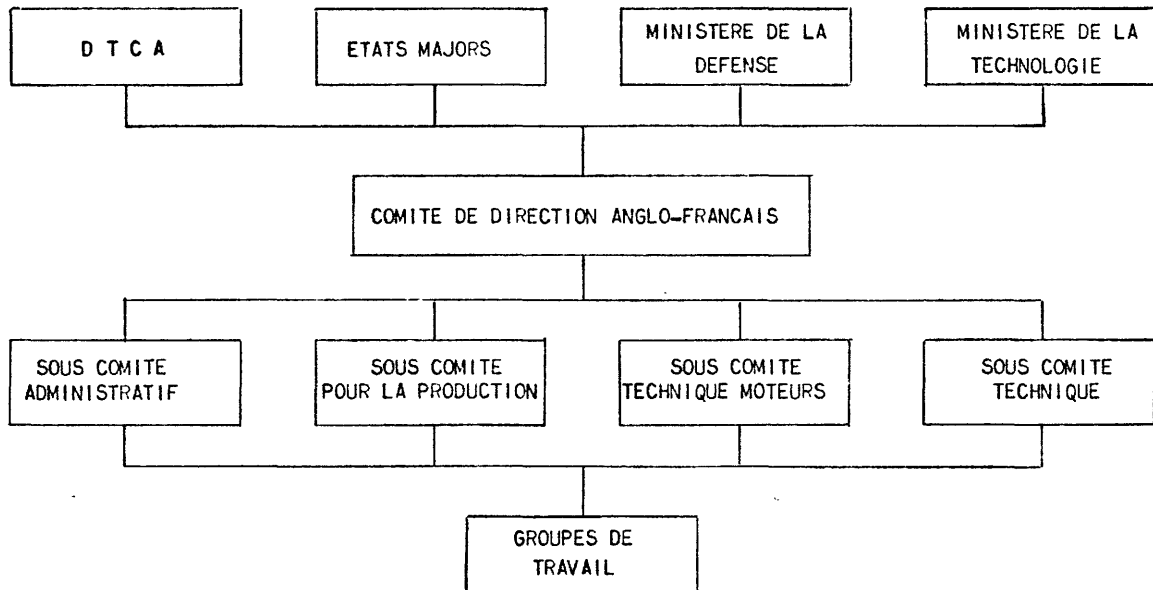 D T C A
ETATS MAJORS
MINISTERE DE LA
DEFENSE
MINISTERE DE LA
TECHNOLOGIE
COMITE DE DIRECTION ANGLO-FRANCAIS
SOUS COMITE
ADMINISTRATIF
SOUS COMITE
POUR LA PRODUCTION
SOUS COMITE
TECHNIQUE MOTEURS
SOUS COMITE
TECHNIQUE
GROUPES DE
TRAVAIL